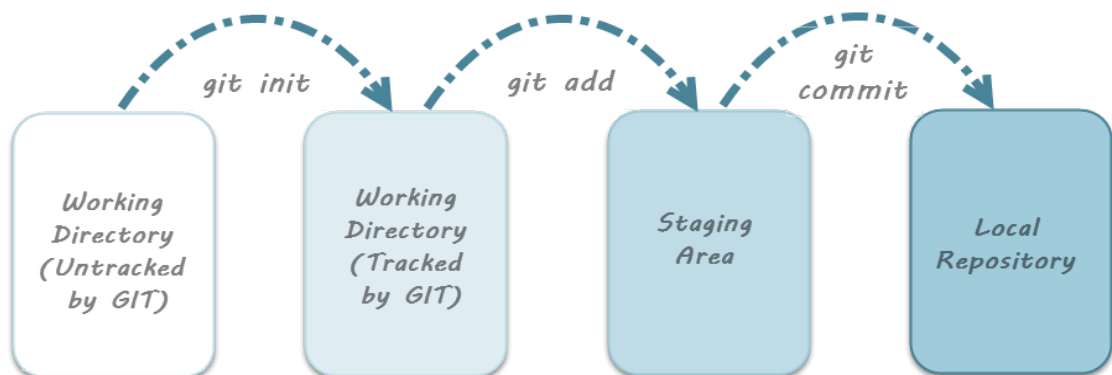 git init
git add
git
commit
Working
Directory
(Untracked
by GIT)
Working
Directory
(Tracked
by GIT)
Staging
Area
Local
Repository